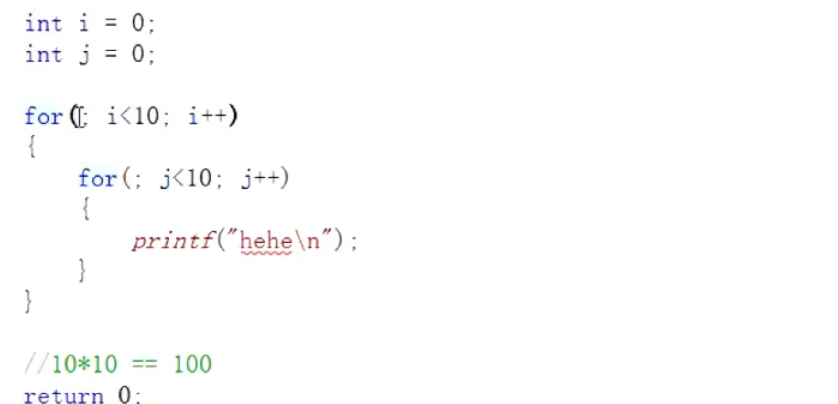 int i = 0;
int j = 0;
for(; i<10; i++)
{
for(; j<10; j++)
{
printf("hehe\n");
}
}
//10*10 == 100
return 0;